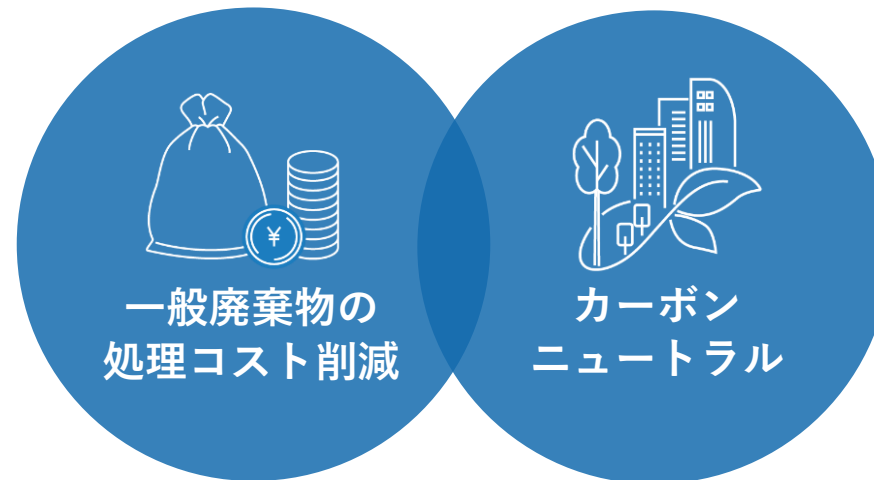 ¥
一般廃棄物の
処理コスト削減
カーボン
ニュートラル